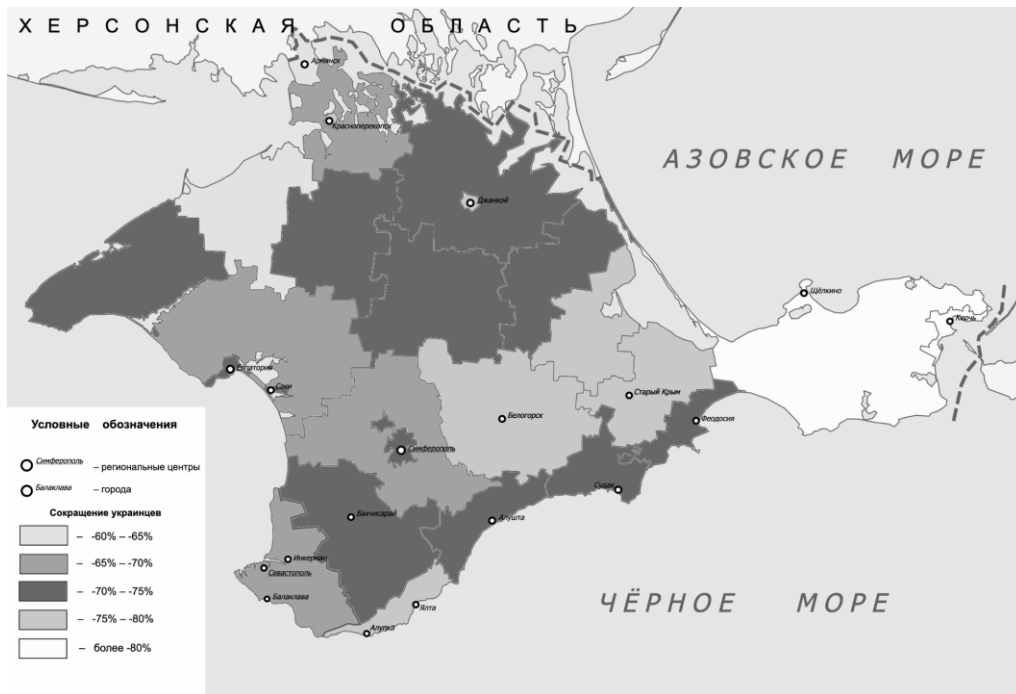 ХЕРСОНСКАЯ ОБЛАСТЬ
Армянск
Красноперекопск
АЗОВСКОЕ МОРЕ
Джанкой
Щёлкино
Керчь
Евпатория
Саки
Старый Крым
Белогорск
Феодосия
Симферополь
Судак
Бахчисарай
Алушта
Инкерман
Севастополь
Балаклава
Ялта
Алупка
ЧЁРНОЕ МОРЕ
Условные обозначения
Симферополь – региональные центры
Балаклава – города
Сокращение украинцев
– -60% – -65%
– -65% – -70%
– -70% – -75%
– -75% – -80%
– более -80%